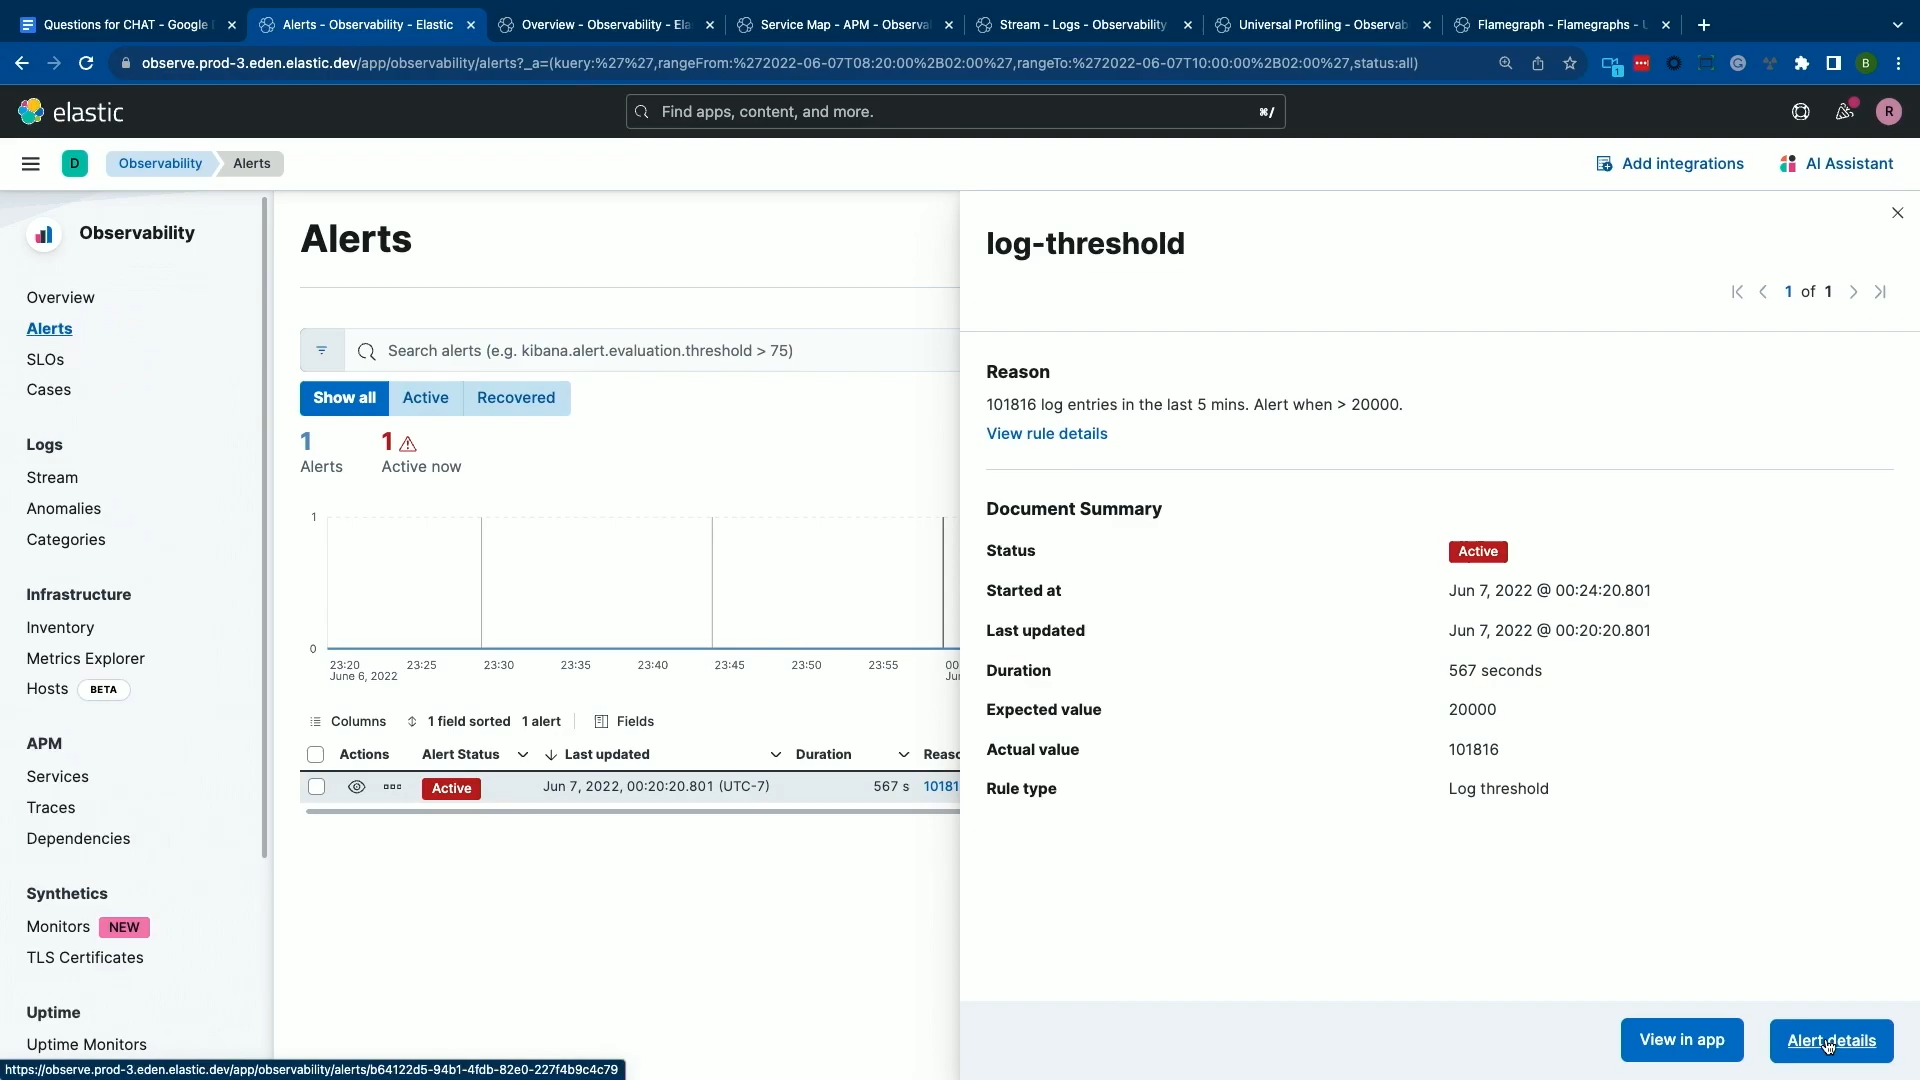 Questions for CHAT - Google
Alerts - Observability - Elastic
Overview - Observability - Ela
Service Map - APM - Observa
Stream - Logs - Observability
Universal Profiling - Observab
Flamegraph - Flamegraphs - U
observe.prod-3.eden.elastic.dev/app/observability/alerts?_a=(kuery:%27%27,rangeFrom:%272022-06-07T08:20:00%2B02:00%27,rangeTo:%272022-06-07T10:00:00%2B02:00%27,status:all)
1
B
elastic
Find apps, content, and more.
⌘/
R
D
Observability
Alerts
Add integrations
AI Assistant
Observability
Overview
Alerts
SLOs
Cases
Logs
Stream
Anomalies
Categories
Infrastructure
Inventory
Metrics Explorer
Hosts BETA
APM
Services
Traces
Dependencies
Synthetics
Monitors NEW
TLS Certificates
Uptime
Uptime Monitors
Alerts
Search alerts (e.g. kibana.alert.evaluation.threshold > 75)
Show all Active Recovered
1 1
Alerts Active now
1
0
23:20 23:25 23:30 23:35 23:40 23:45 23:50 23:55 00
June 6, 2022 Jun
Columns 1 field sorted 1 alert Fields
Actions Alert Status Last updated Duration Reaso
Active Jun 7, 2022, 00:20:20.801 (UTC-7) 567 s 10181
log-threshold
1 of 1
Reason
101816 log entries in the last 5 mins. Alert when > 20000.
View rule details
Document Summary
Status Active
Started at Jun 7, 2022 @ 00:24:20.801
Last updated Jun 7, 2022 @ 00:20:20.801
Duration 567 seconds
Expected value 20000
Actual value 101816
Rule type Log threshold
View in app
Alert details
https://observe.prod-3.eden.elastic.dev/app/observability/alerts/b64122d5-94b1-4fdb-82e0-227f4b9c4c79